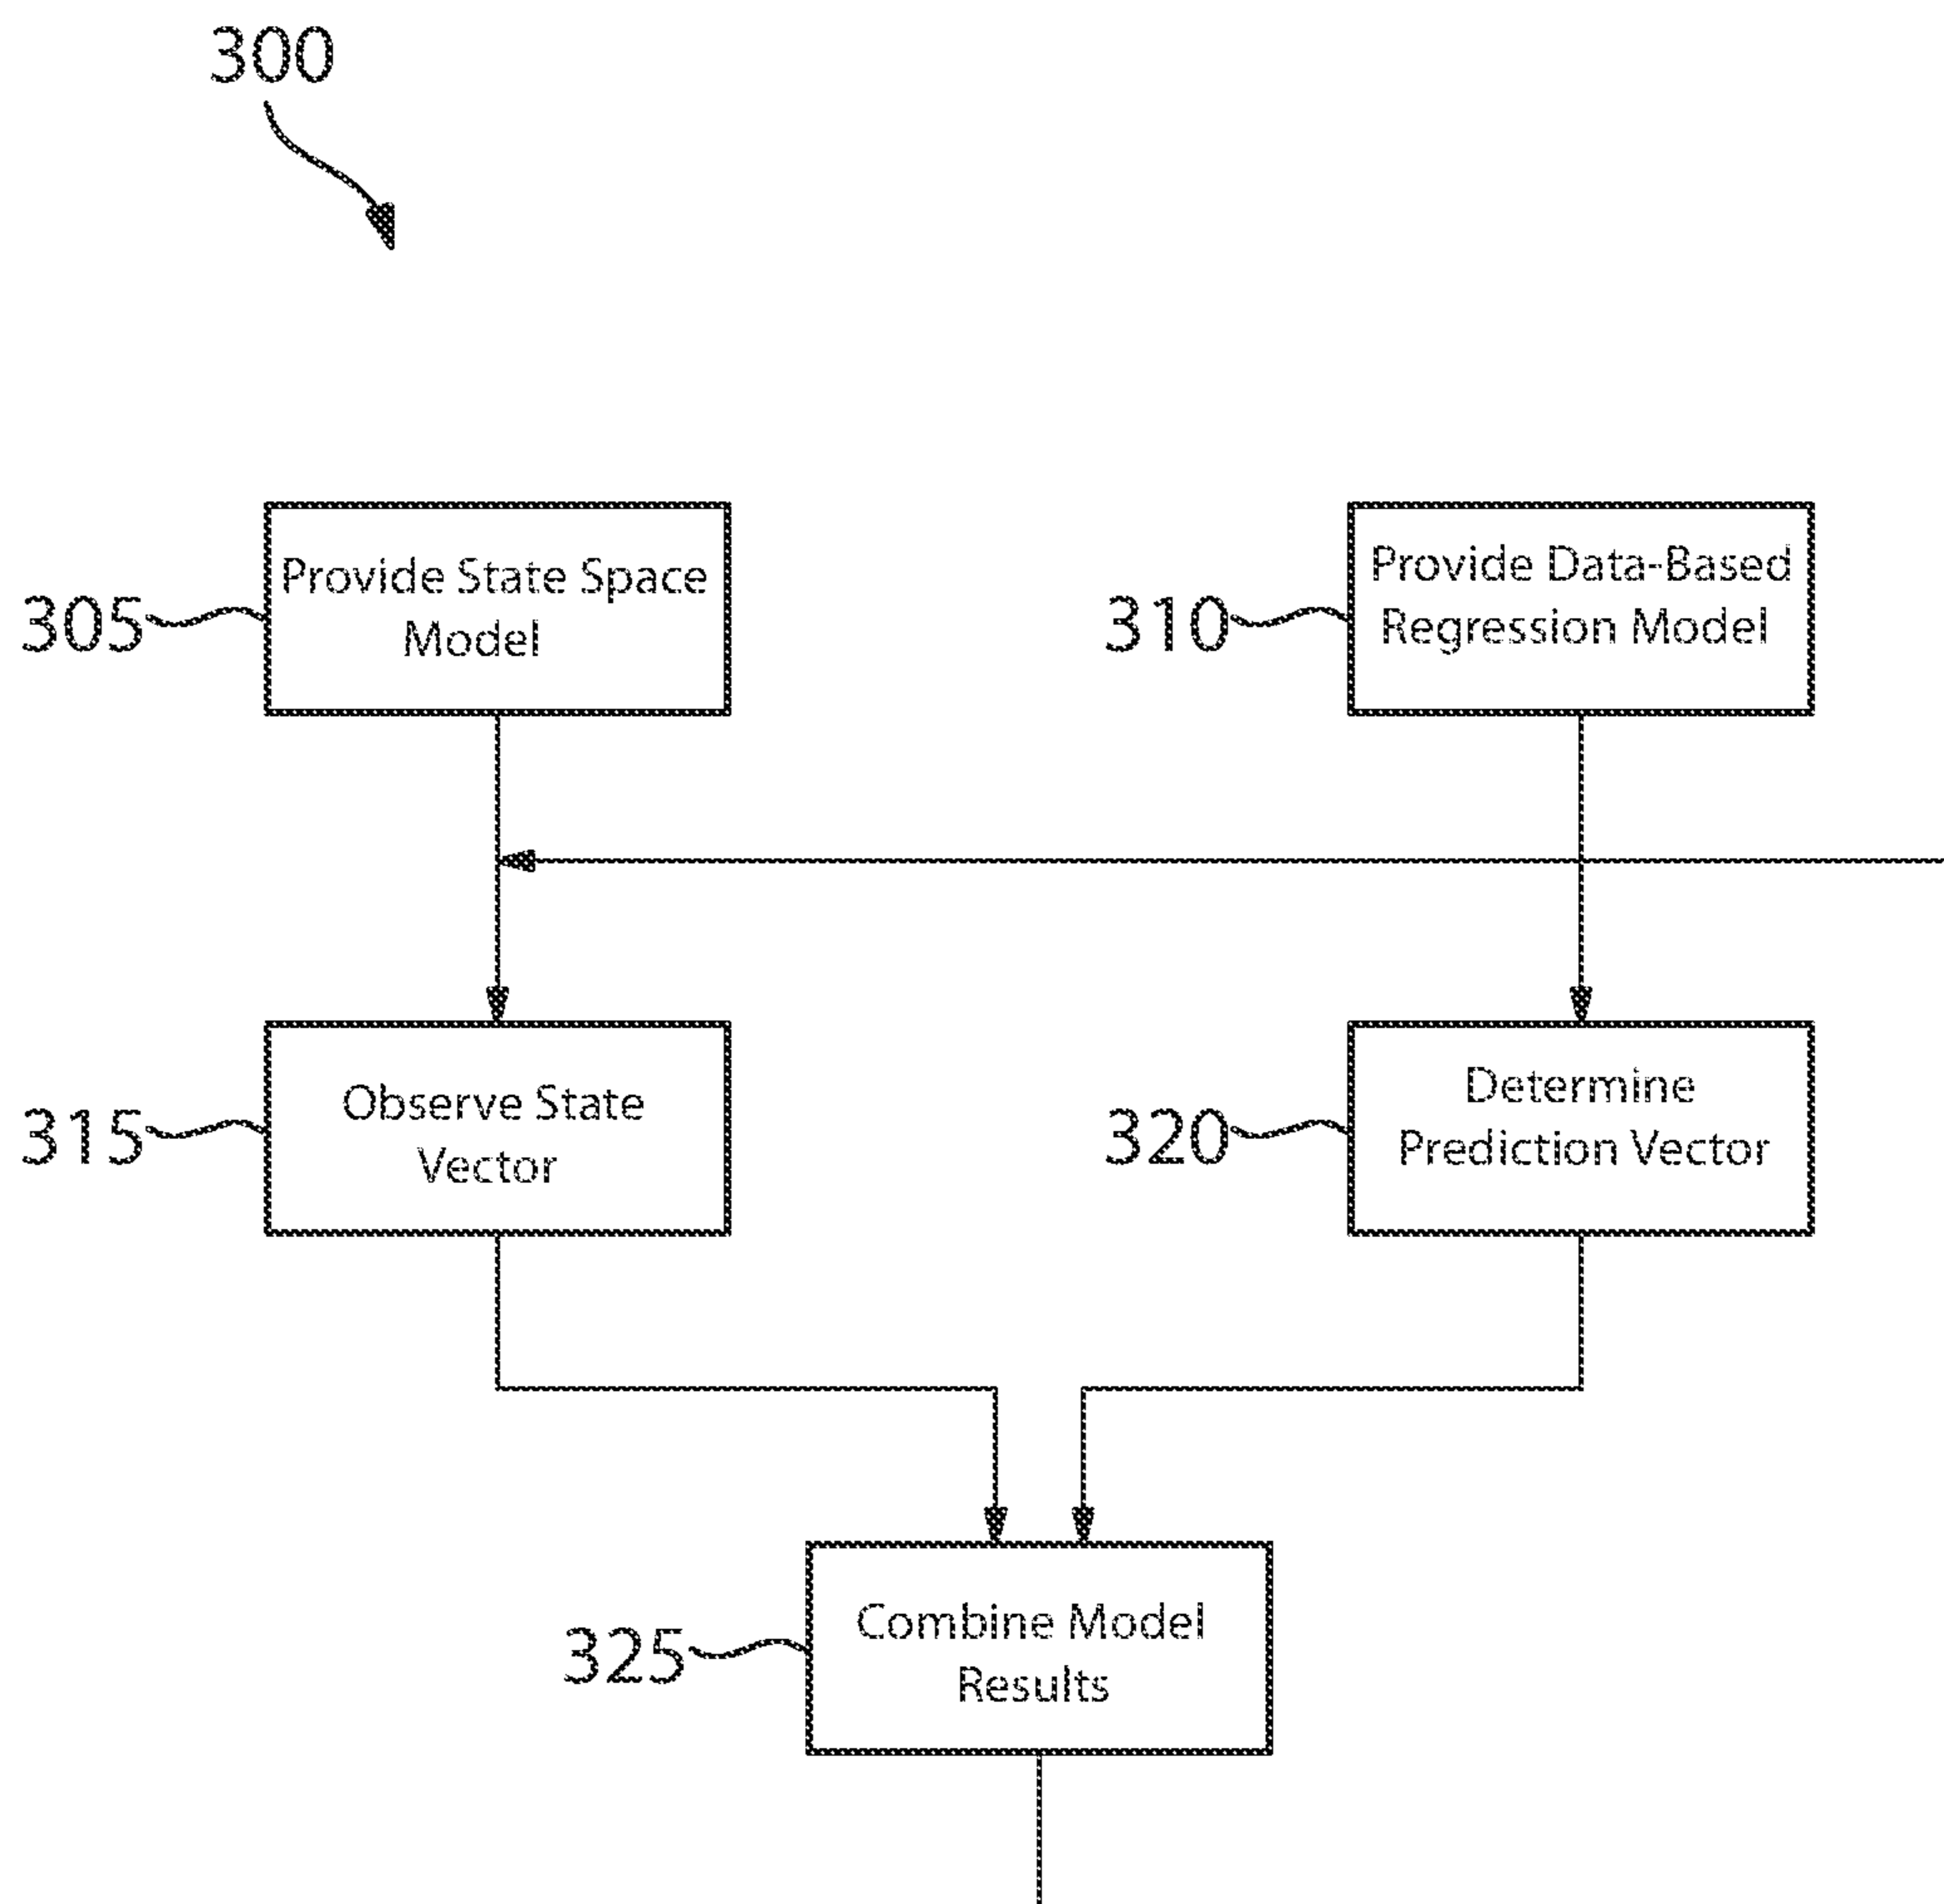 300
305
Provide State Space
Model
310
Provide Data-Based
Regression Model
315
Observe State
Vector
320
Determine
Prediction Vector
325
Combine Model
Results